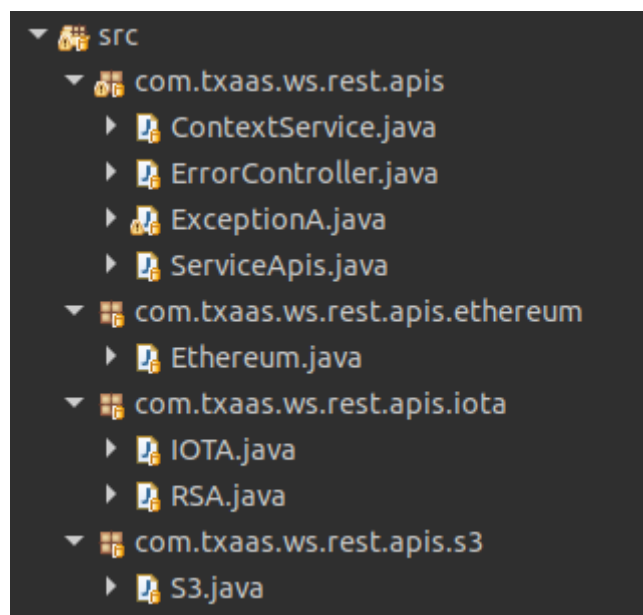 src
com.txaas.ws.rest.apis
ContextService.java
ErrorController.java
ExceptionA.java
ServiceApis.java
com.txaas.ws.rest.apis.ethereum
Ethereum.java
com.txaas.ws.rest.apis.iota
IOTA.java
RSA.java
com.txaas.ws.rest.apis.s3
S3.java